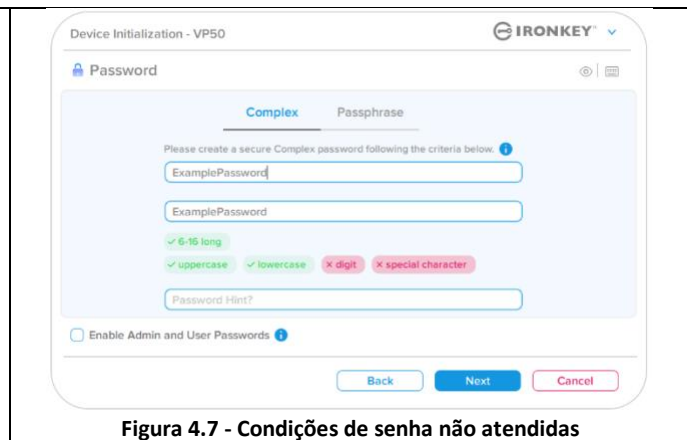 Device Initialization - VP50 IRONKEY™
Password
Complex Passphrase
Please create a secure Complex password following the criteria below.
ExamplePassword
ExamplePassword
✓ 6-16 long
✓ uppercase ✓ lowercase × digit × special character
Password Hint?
Enable Admin and User Passwords
Back Next Cancel
Figura 4.7 - Condições de senha não atendidas